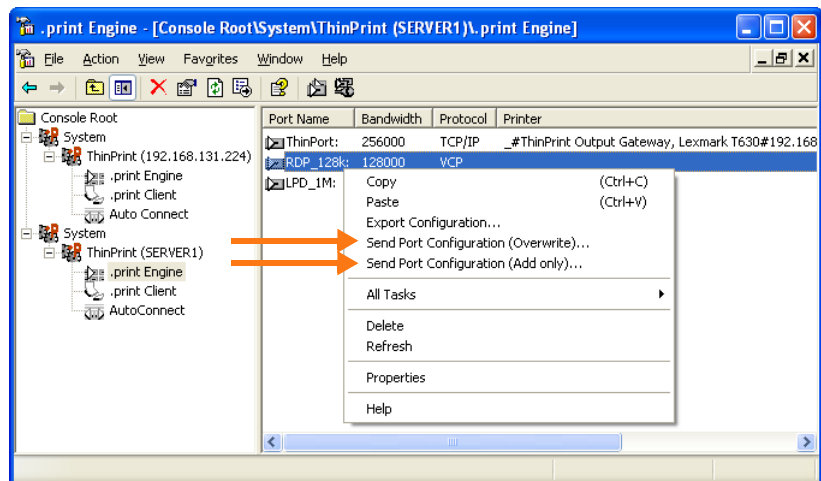 .print Engine - [Console Root\System\ThinPrint (SERVER1)\.print Engine]
File Action View Favorites Window Help
Console Root
System
ThinPrint (192.168.131.224)
.print Engine
.print Client
Auto Connect
System
ThinPrint (SERVER1)
.print Engine
.print Client
AutoConnect
Port Name Bandwidth Protocol Printer
ThinPort: 256000 TCP/IP _#ThinPrint Output Gateway, Lexmark T630#192.168
RDP_128k: 128000 VCP
LPD_1M:
Copy (Ctrl+C)
Paste (Ctrl+V)
Export Configuration...
Send Port Configuration (Overwrite)...
Send Port Configuration (Add only)...
All Tasks
Delete
Refresh
Properties
Help